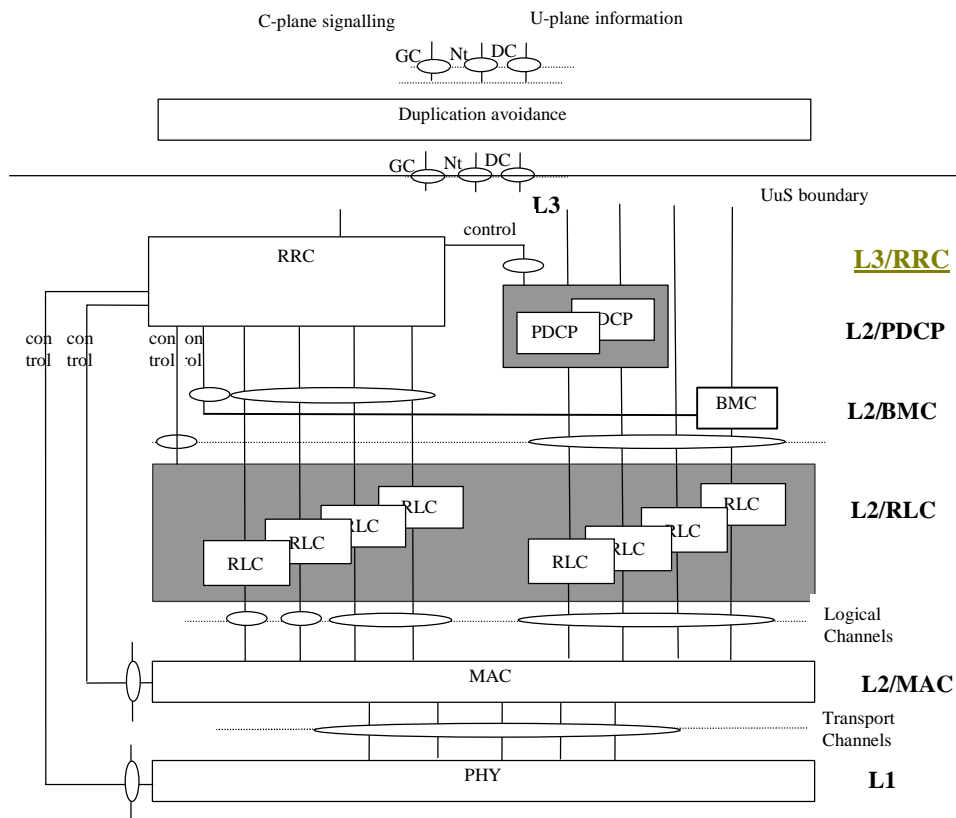 C-plane signalling
U-plane information
GC
Nt
DC
Duplication avoidance
GC
Nt
DC
UuS boundary
L3
control
RRC
L3/RRC
DCP
PDCP
L2/PDCP
con
trol
con
trol
con
trol
on
rol
BMC
L2/BMC
RLC
RLC
RLC
RLC
RLC
RLC
RLC
RLC
L2/RLC
Logical
Channels
MAC
L2/MAC
Transport
Channels
PHY
L1